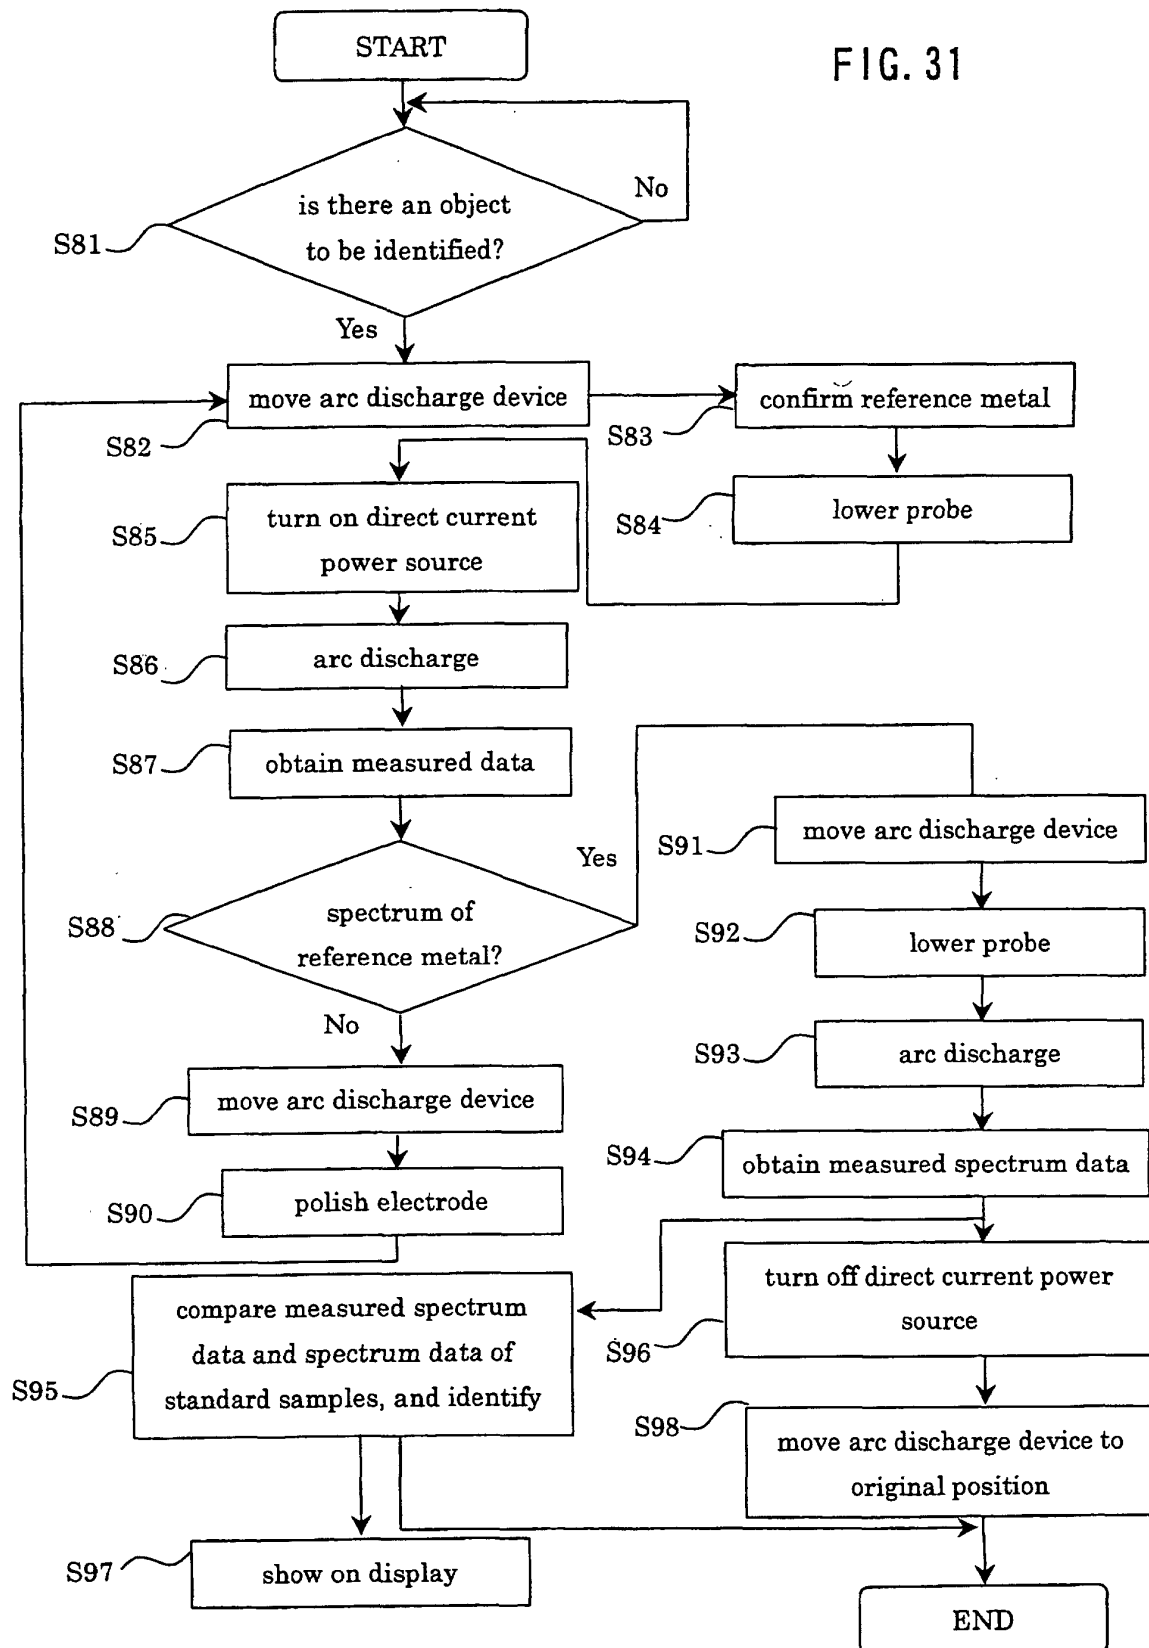 START
FIG. 31
No
is there an object
to be identified?
S81
Yes
move arc discharge device
S82
confirm reference metal
S83
lower probe
S84
turn on direct current
power source
S85
arc discharge
S86
obtain measured data
S87
Yes
spectrum of
reference metal?
S88
No
move arc discharge device
S89
polish electrode
S90
move arc discharge device
S91
lower probe
S92
arc discharge
S93
obtain measured spectrum data
S94
compare measured spectrum
data and spectrum data of
standard samples, and identify
S95
turn off direct current power
source
S96
show on display
S97
move arc discharge device to
original position
S98
END